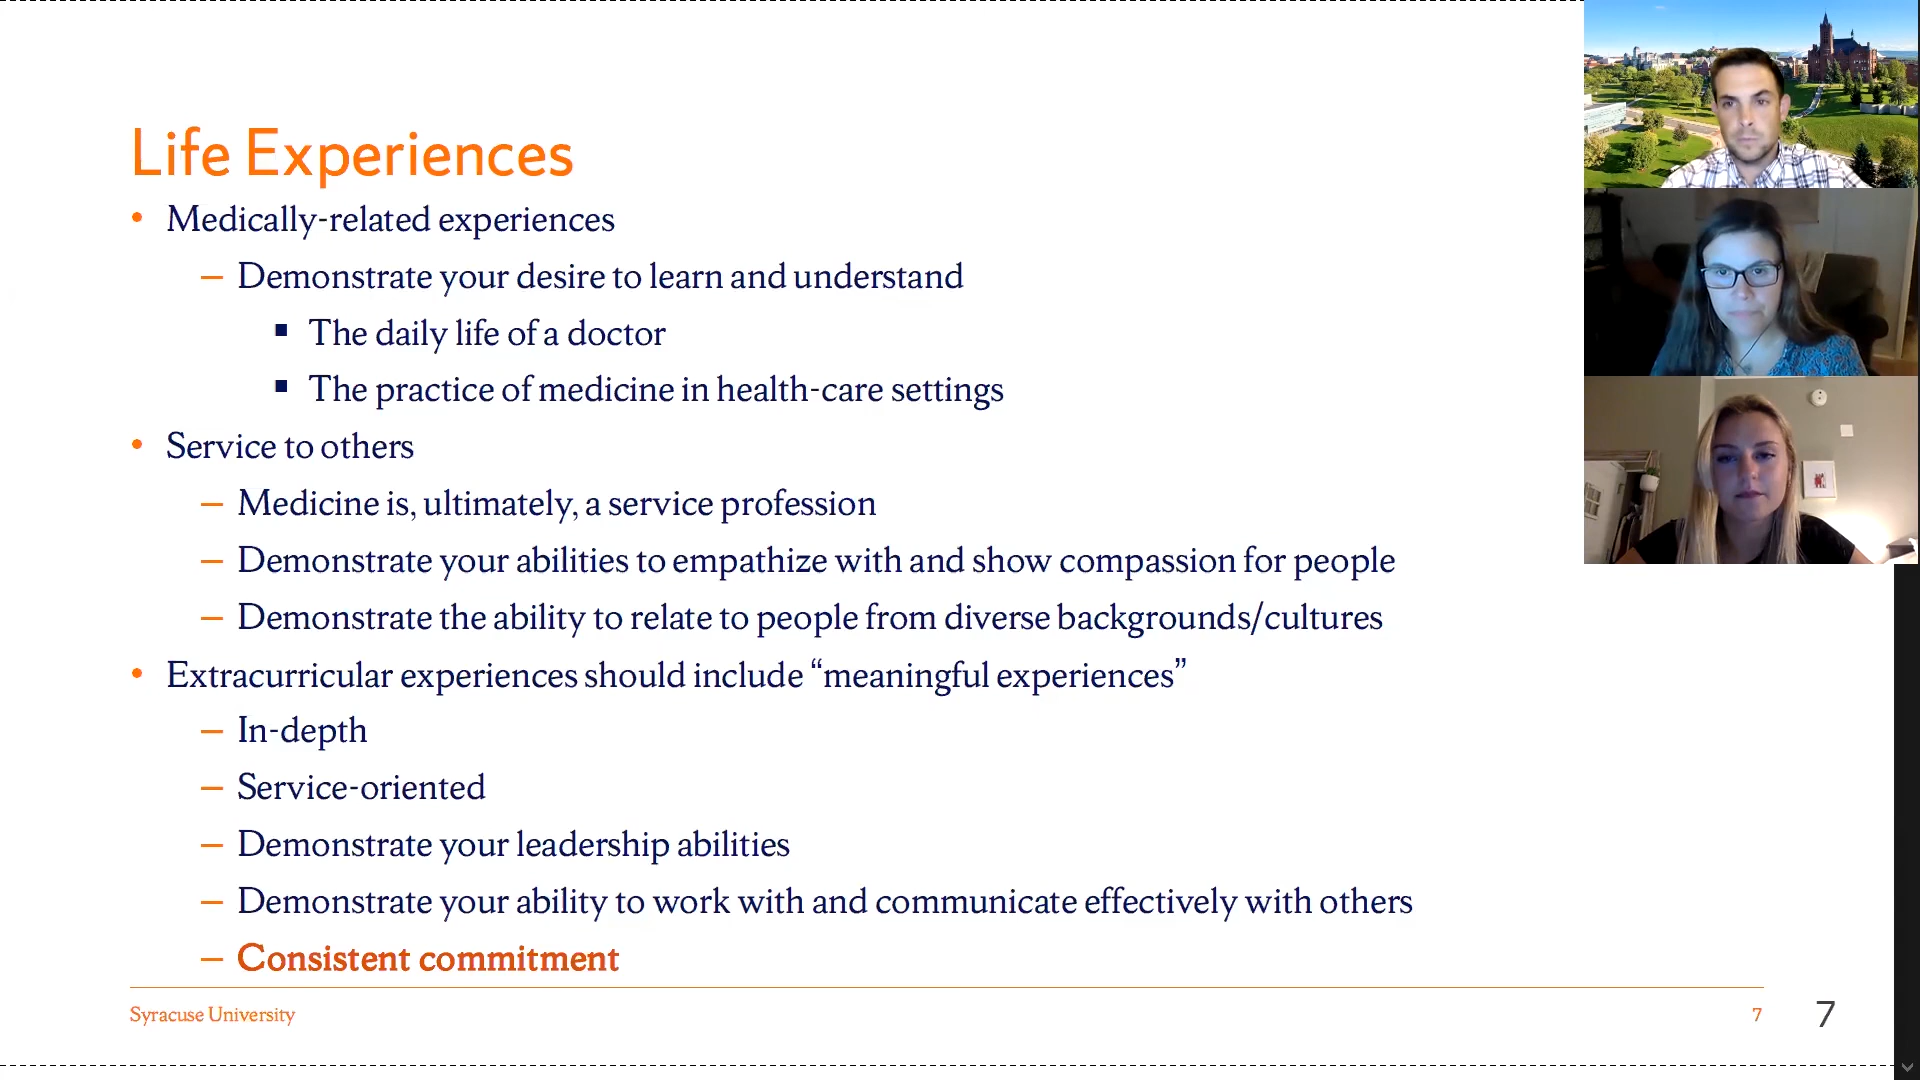 Life Experiences
• Medically-related experiences
– Demonstrate your desire to learn and understand
▪ The daily life of a doctor
▪ The practice of medicine in health-care settings
• Service to others
– Medicine is, ultimately, a service profession
– Demonstrate your abilities to empathize with and show compassion for people
– Demonstrate the ability to relate to people from diverse backgrounds/cultures
• Extracurricular experiences should include “meaningful experiences”
– In-depth
– Service-oriented
– Demonstrate your leadership abilities
– Demonstrate your ability to work with and communicate effectively with others
– Consistent commitment
Syracuse University 7 7